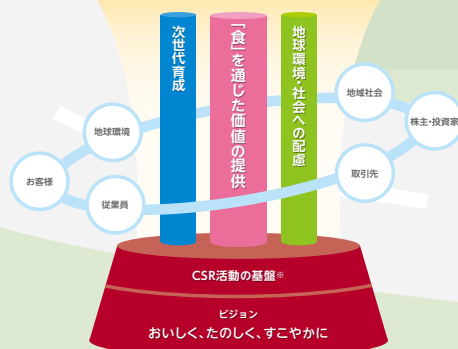 次世代育成
「食」を通じた価値の提供
地球環境・社会への配慮
地域社会
株主・投資家
地球環境
取引先
お客様
従業員
CSR活動の基盤※
ビジョン
おいしく、たのしく、すこやかに